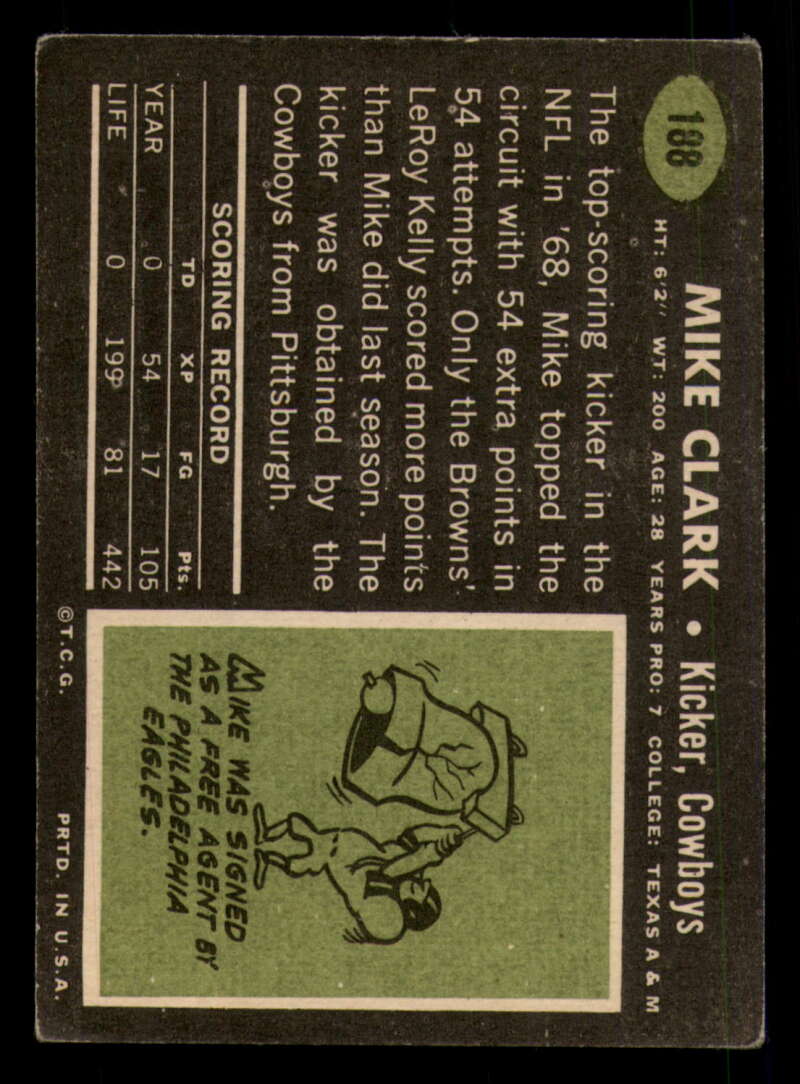 188
MIKE CLARK • Kicker, Cowboys
HT: 6'2" WT: 200 AGE: 28 YEARS PRO: 7 COLLEGE: TEXAS A & M
The top-scoring kicker in the
NFL in '68, Mike topped the
circuit with 54 extra points in
54 attempts. Only the Browns'
LeRoy Kelly scored more points
than Mike did last season. The
kicker was obtained by the
Cowboys from Pittsburgh.
SCORING RECORD
TD XP FG Pts.
YEAR 0 54 17 105
LIFE 0 199 81 442
MIKE WAS SIGNED
AS A FREE AGENT BY
THE PHILADELPHIA
EAGLES.
©T.C.G. PRTD. IN U.S.A.